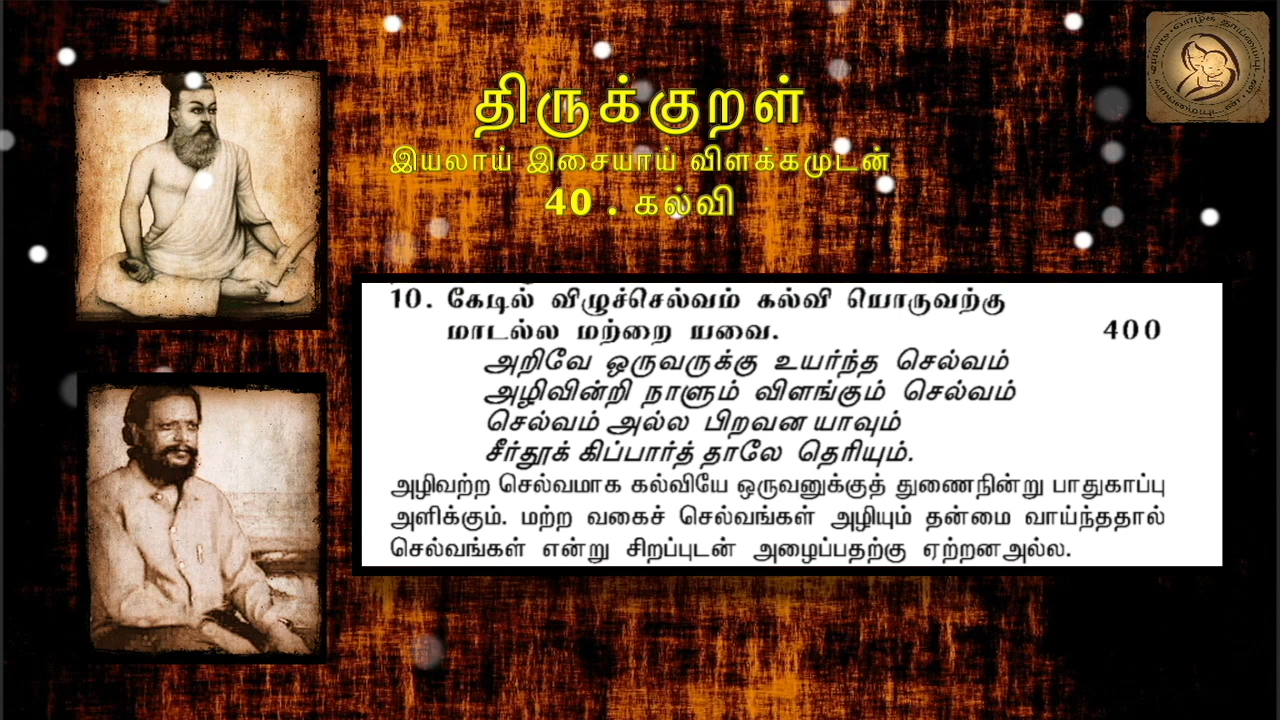 திருக்குறள்
இயலாய் இசையாய் விளக்கமுடன்
40 . கல்வி
10. கேடில் விழுச்செல்வம் கல்வி யொருவற்கு
மாடல்ல மற்றை யவை. 400
அறிவே ஒருவருக்கு உயர்ந்த செல்வம்
அழிவின்றி நாளும் விளங்கும் செல்வம்
செல்வம் அல்ல பிறவன யாவும்
சீர்தூக் கிப்பார்த் தாலே தெரியும்.
அழிவற்ற செல்வமாக கல்வியே ஒருவனுக்குத் துணைநின்று பாதுகாப்பு
அளிக்கும். மற்ற வகைச் செல்வங்கள் அழியும் தன்மை வாய்ந்ததால்
செல்வங்கள் என்று சிறப்புடன் அழைப்பதற்கு ஏற்றனஅல்ல.